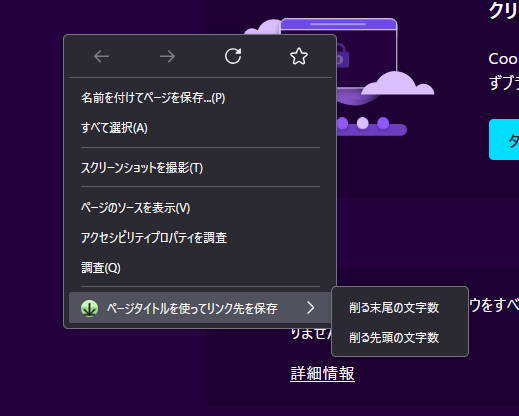 クリ
Coo
ずブラ
名前を付けてページを保存...(P)
すべて選択(A)
スクリーンショットを撮影(T)
ページのソースを表示(V)
アクセシビリティプロパティを調査
調査(Q)
ページタイトルを使ってリンク先を保存
削る末尾の文字数
削る先頭の文字数
ウをすべ
りません
詳細情報